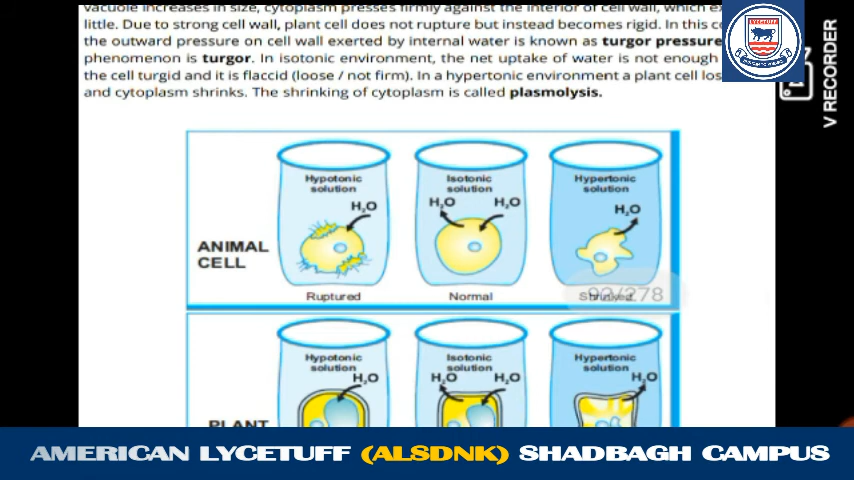 vacuole increases in size, cytoplasm presses firmly against the interior of cell wall, which
little. Due to strong cell wall, plant cell does not rupture but instead becomes rigid. In this
the outward pressure on cell wall exerted by internal water is known as turgor pressure
phenomenon is turgor. In isotonic environment, the net uptake of water is not enough
the cell turgid and it is flaccid (loose / not firm). In a hypertonic environment a plant cell
and cytoplasm shrinks. The shrinking of cytoplasm is called plasmolysis.
LYCETUFF
V RECORDER
Hypotonic solution
H₂O
Isotonic solution
H₂O H₂O
Hypertonic solution
H₂O
ANIMAL CELL
Ruptured Normal Shrinked
92/278
Hypotonic solution
H₂O
Isotonic solution
H₂O H₂O
Hypertonic solution
H₂O
PLANT
AMERICAN LYCETUFF (ALSDNK) SHADBAGH CAMPUS